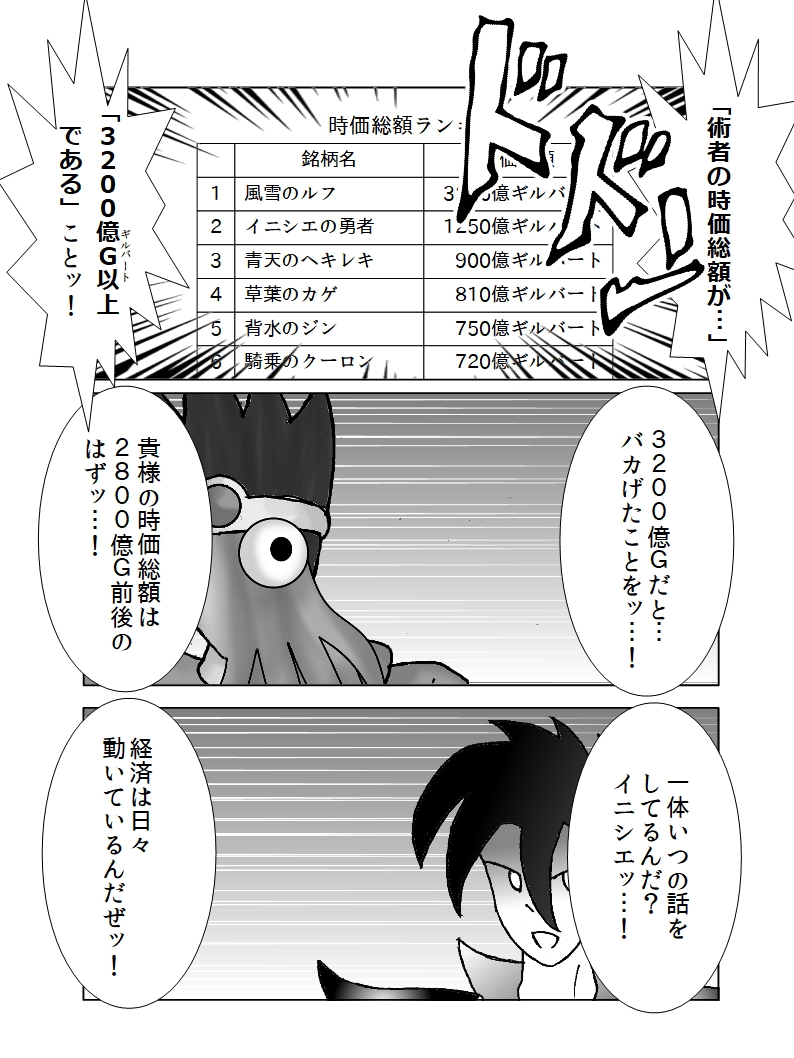 「術者の時価総額が…」
ドドドン
時価総額ラン
銘柄名
1 風雪のルフ 億ギルバート
2 イニシエの勇者 1250億ギルバート
3 青天のヘキレキ 900億ギルバート
4 草葉のカゲ 810億ギルバート
5 背水のジン 750億ギルバート
6 騎乗のクーロン 720億ギルバート
「3200億G以上
ギルバート
である」ことッ！
3200億Gだと…
バカげたことをッ…！
貴様の時価総額は
2800億G前後の
はずッ…！
一体いつの話を
してるんだ？
イニシエッ…！
経済は日々
動いているんだぜッ！